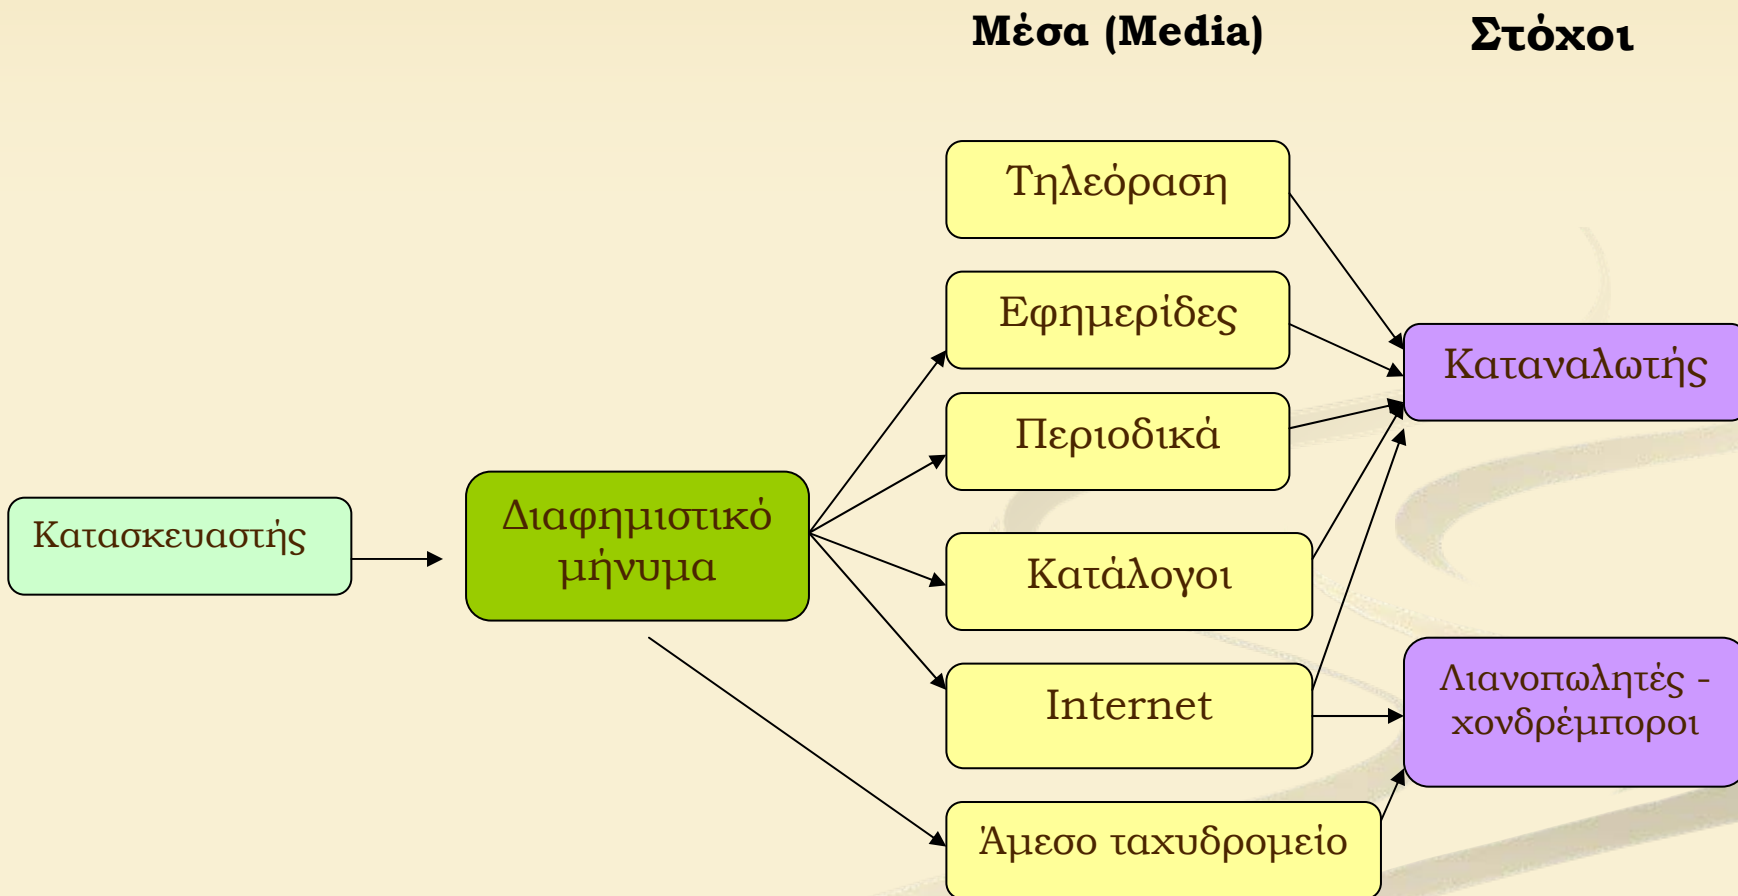 Μέσα (Media)
Στόχοι
Τηλεόραση
Εφημερίδες
Καταναλωτής
Περιοδικά
Κατασκευαστής
Διαφημιστικό
μήνυμα
Κατάλογοι
Internet
Λιανοπωλητές -
χονδρέμποροι
Άμεσο ταχυδρομείο